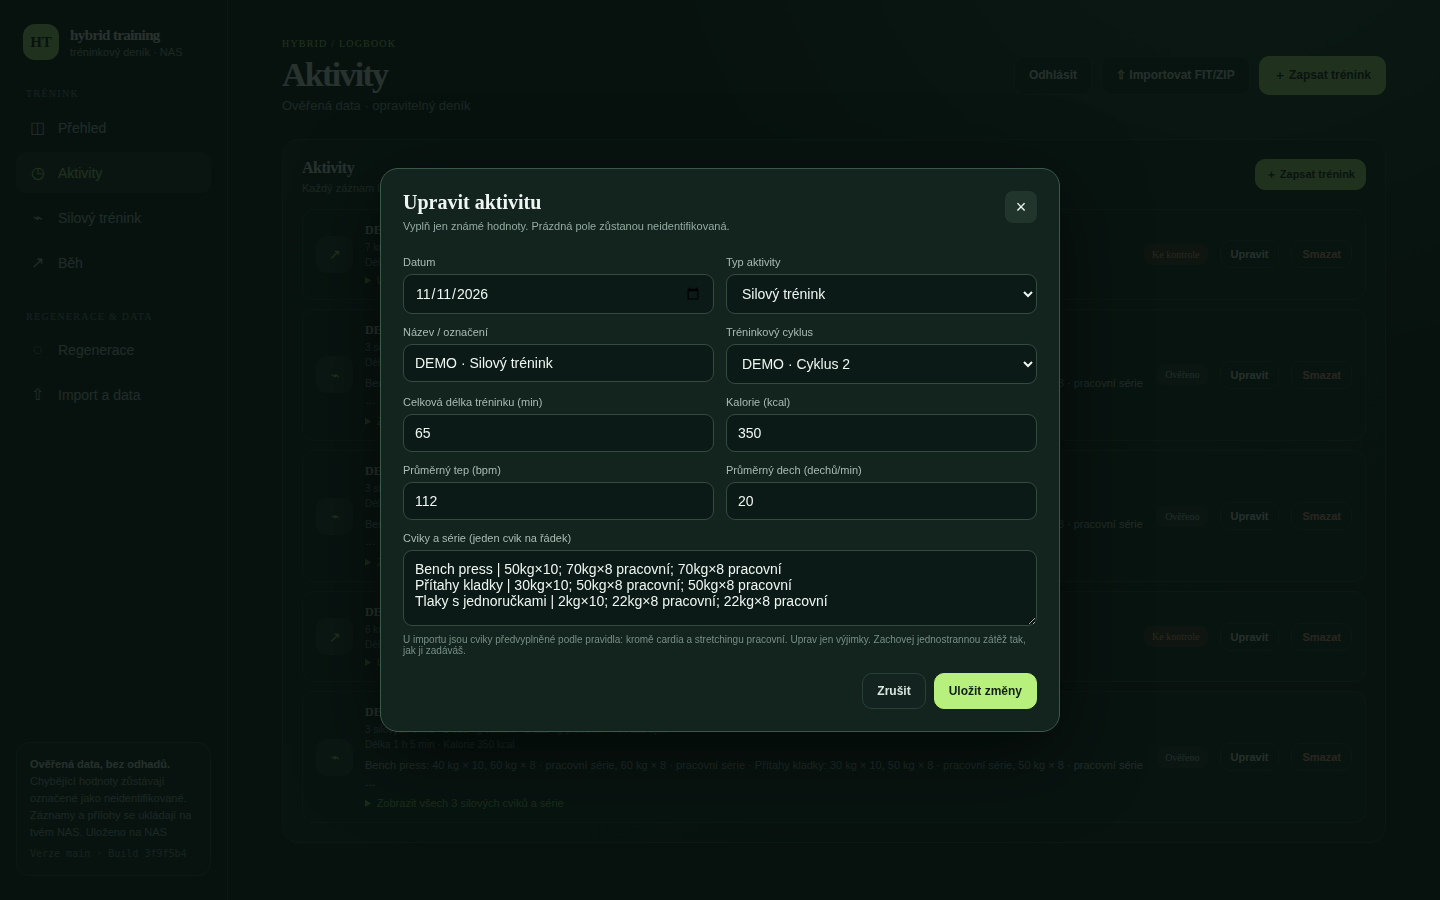 HT
hybrid training
tréninkový deník · NAS
TRÉNINK
Přehled
Aktivity
Silový trénink
Běh
REGENERACE & DATA
Regenerace
Import a data
Ověřená data, bez odhadů.
Chybějící hodnoty zůstávají
označené jako neidentifikované.
Záznamy a přílohy se ukládají na
tvém NAS. Uloženo na NAS
Verze main · Build 3f9f5b4
HYBRID / LOGBOOK
Aktivity
Ověřená data · opravitelný deník
Odhlásit
⇧ Importovat FIT/ZIP
+ Zapsat trénink
Aktivity
Každý záznam
+ Zapsat trénink
Ke kontrole
Upravit
Smazat
· pracovní série
Ověřeno
Upravit
Smazat
· pracovní série
Ověřeno
Upravit
Smazat
Ke kontrole
Upravit
Smazat
Upravit aktivitu
Vyplň jen známé hodnoty. Prázdná pole zůstanou neidentifikovaná.
×
Datum
11/11/2026
Typ aktivity
Silový trénink
Název / označení
DEMO · Silový trénink
Tréninkový cyklus
DEMO · Cyklus 2
Celková délka tréninku (min)
65
Kalorie (kcal)
350
Průměrný tep (bpm)
112
Průměrný dech (dechů/min)
20
Cviky a série (jeden cvik na řádek)
Bench press | 50kg×10; 70kg×8 pracovní; 70kg×8 pracovní
Přítahy kladky | 30kg×10; 50kg×8 pracovní; 50kg×8 pracovní
Tlaky s jednoručkami | 2kg×10; 22kg×8 pracovní; 22kg×8 pracovní
U importu jsou cviky předvyplněné podle pravidla: kromě cardia a stretchingu pracovní. Uprav jen výjimky. Zachovej jednostrannou zátěž tak,
jak ji zadáváš.
Zrušit
Uložit změny
Délka 1 h 5 min · Kalorie 350 kcal
Bench press: 40 kg × 10, 60 kg × 8 · pracovní série, 60 kg × 8 · pracovní série · Přítahy kladky: 30 kg × 10, 50 kg × 8 · pracovní série, 50 kg × 8 · pracovní série
…
▶ Zobrazit všech 3 silových cviků a série
Ověřeno
Upravit
Smazat